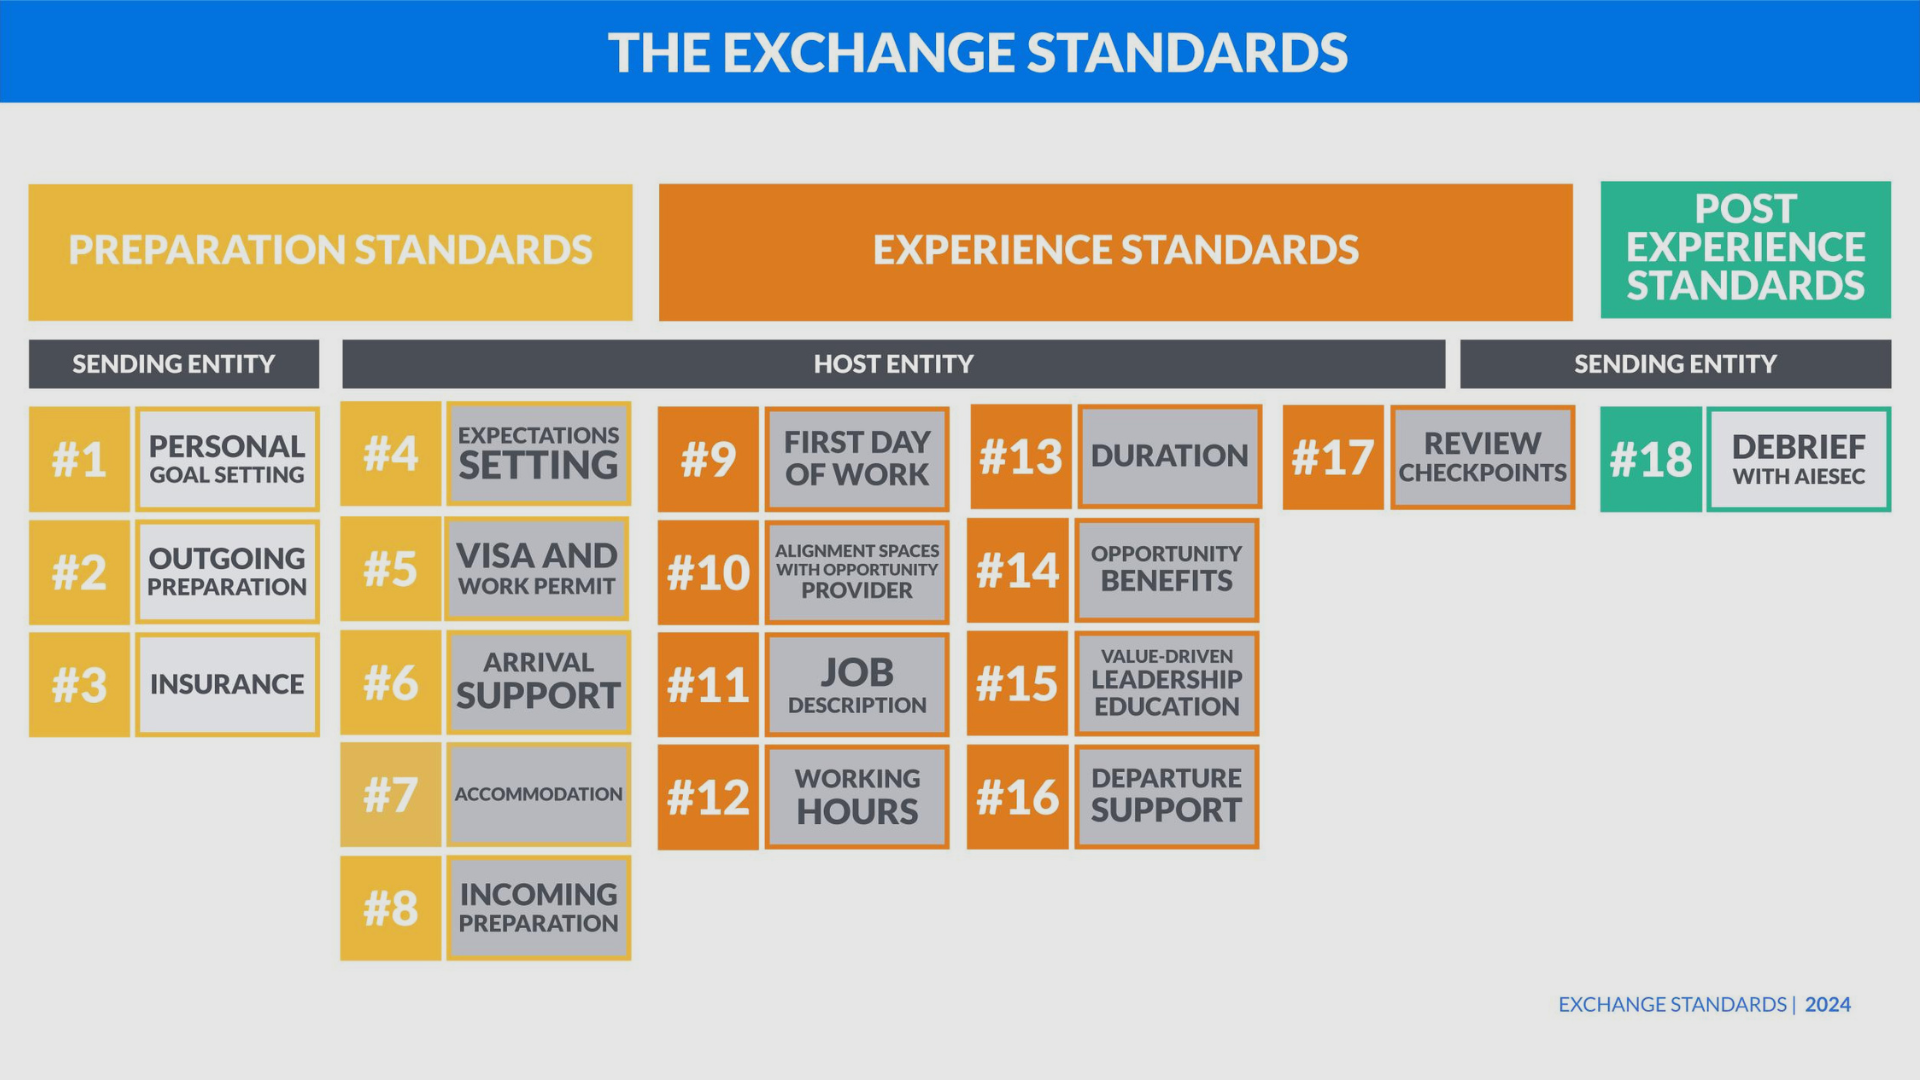 THE EXCHANGE STANDARDS
PREPARATION STANDARDS
EXPERIENCE STANDARDS
POST
EXPERIENCE
STANDARDS
SENDING ENTITY
HOST ENTITY
SENDING ENTITY
#1
PERSONAL
GOAL SETTING
#2
OUTGOING
PREPARATION
#3
INSURANCE
#4
EXPECTATIONS
SETTING
#5
VISA AND
WORK PERMIT
#6
ARRIVAL
SUPPORT
#7
ACCOMMODATION
#8
INCOMING
PREPARATION
#9
FIRST DAY
OF WORK
#10
ALIGNMENT SPACES
WITH OPPORTUNITY
PROVIDER
#11
JOB
DESCRIPTION
#12
WORKING
HOURS
#13
DURATION
#14
OPPORTUNITY
BENEFITS
#15
VALUE-DRIVEN
LEADERSHIP
EDUCATION
#16
DEPARTURE
SUPPORT
#17
REVIEW
CHECKPOINTS
#18
DEBRIEF
WITH AIESEC
EXCHANGE STANDARDS | 2024